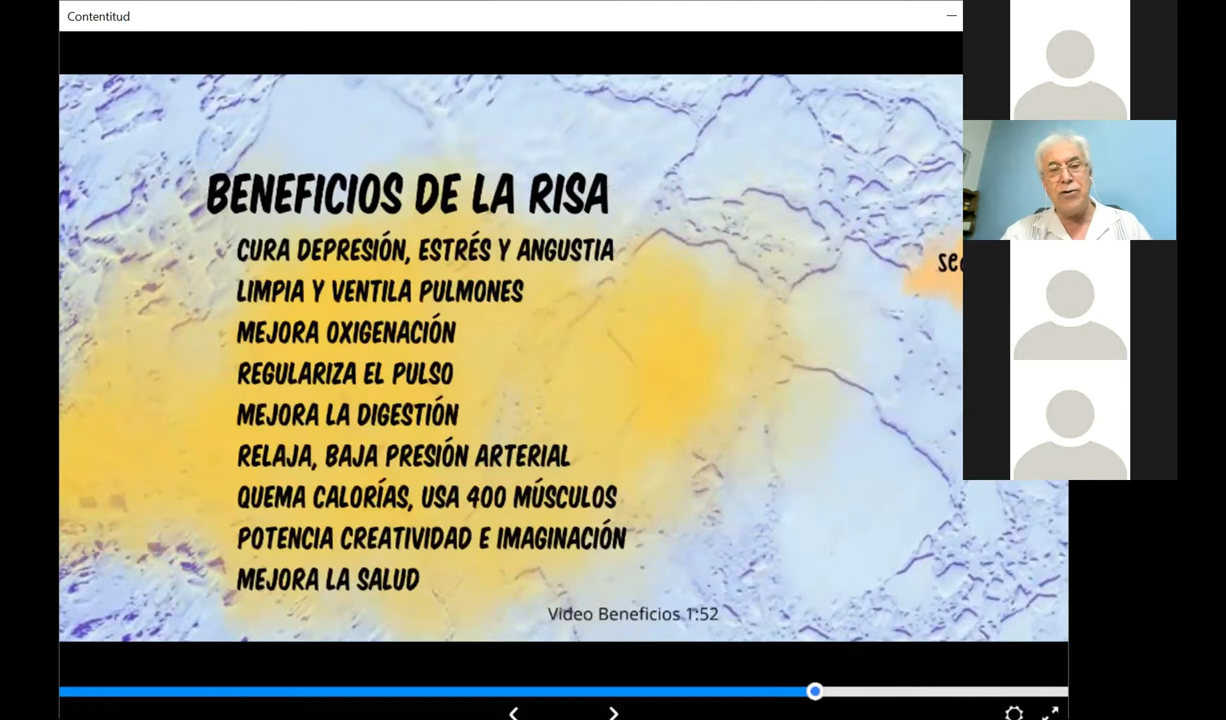 Contentitud
BENEFICIOS DE LA RISA
CURA DEPRESIÓN, ESTRÉS Y ANGUSTIA
LIMPIA Y VENTILA PULMONES
MEJORA OXIGENACIÓN
REGULARIZA EL PULSO
MEJORA LA DIGESTIÓN
RELAJA, BAJA PRESIÓN ARTERIAL
QUEMA CALORÍAS, USA 400 MÚSCULOS
POTENCIA CREATIVIDAD E IMAGINACIÓN
MEJORA LA SALUD
Video Beneficios 1:52